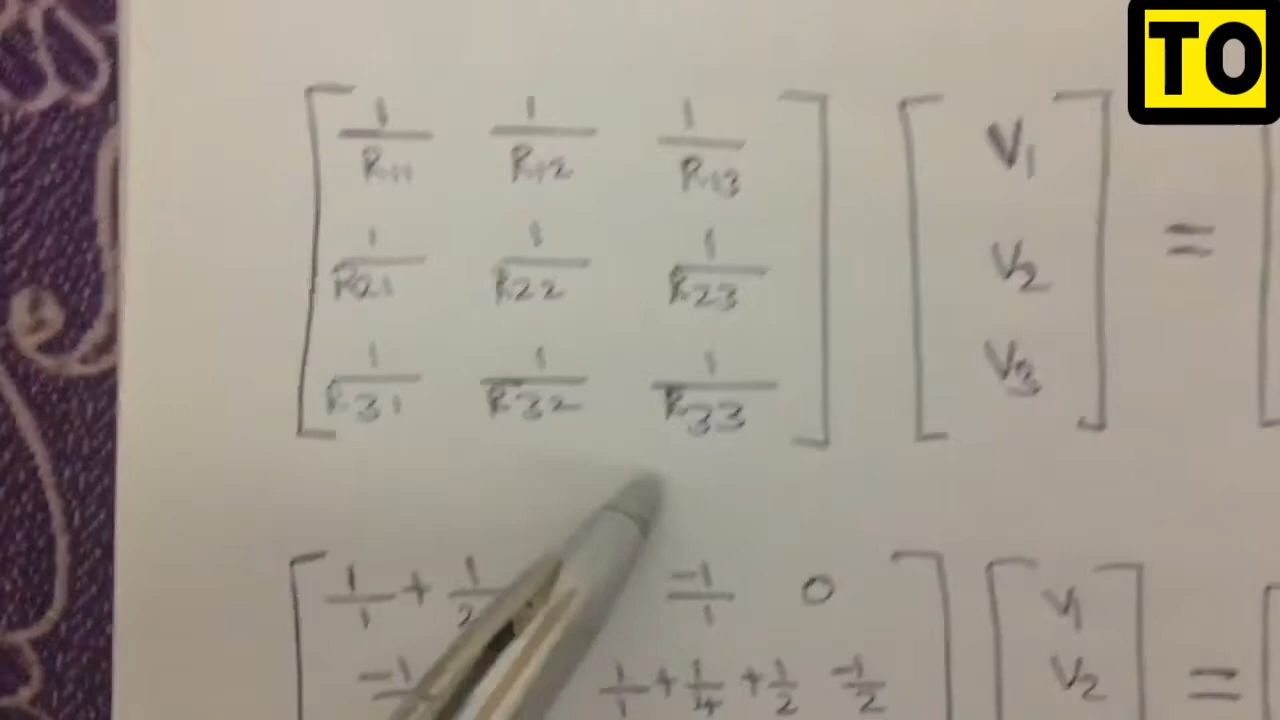 TO
1/R11 1/R12 1/R13 V1
1/R21 1/R22 1/R23 V2 =
1/R31 1/R32 1/R33 V3
1/1 + 1/2 -1/1 0 V1
-1/ 1/1 + 1/4 + 1/2 -1/2 V2 =